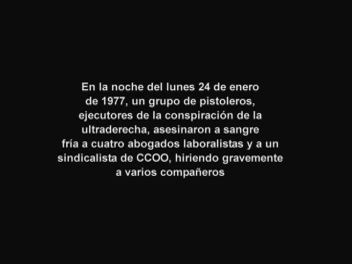 En la noche del lunes 24 de enero
de 1977, un grupo de pistoleros,
ejecutores de la conspiración de la
ultraderecha, asesinaron a sangre
fría a cuatro abogados laboralistas y a un
sindicalista de CCOO, hiriendo gravemente
a varios compañeros